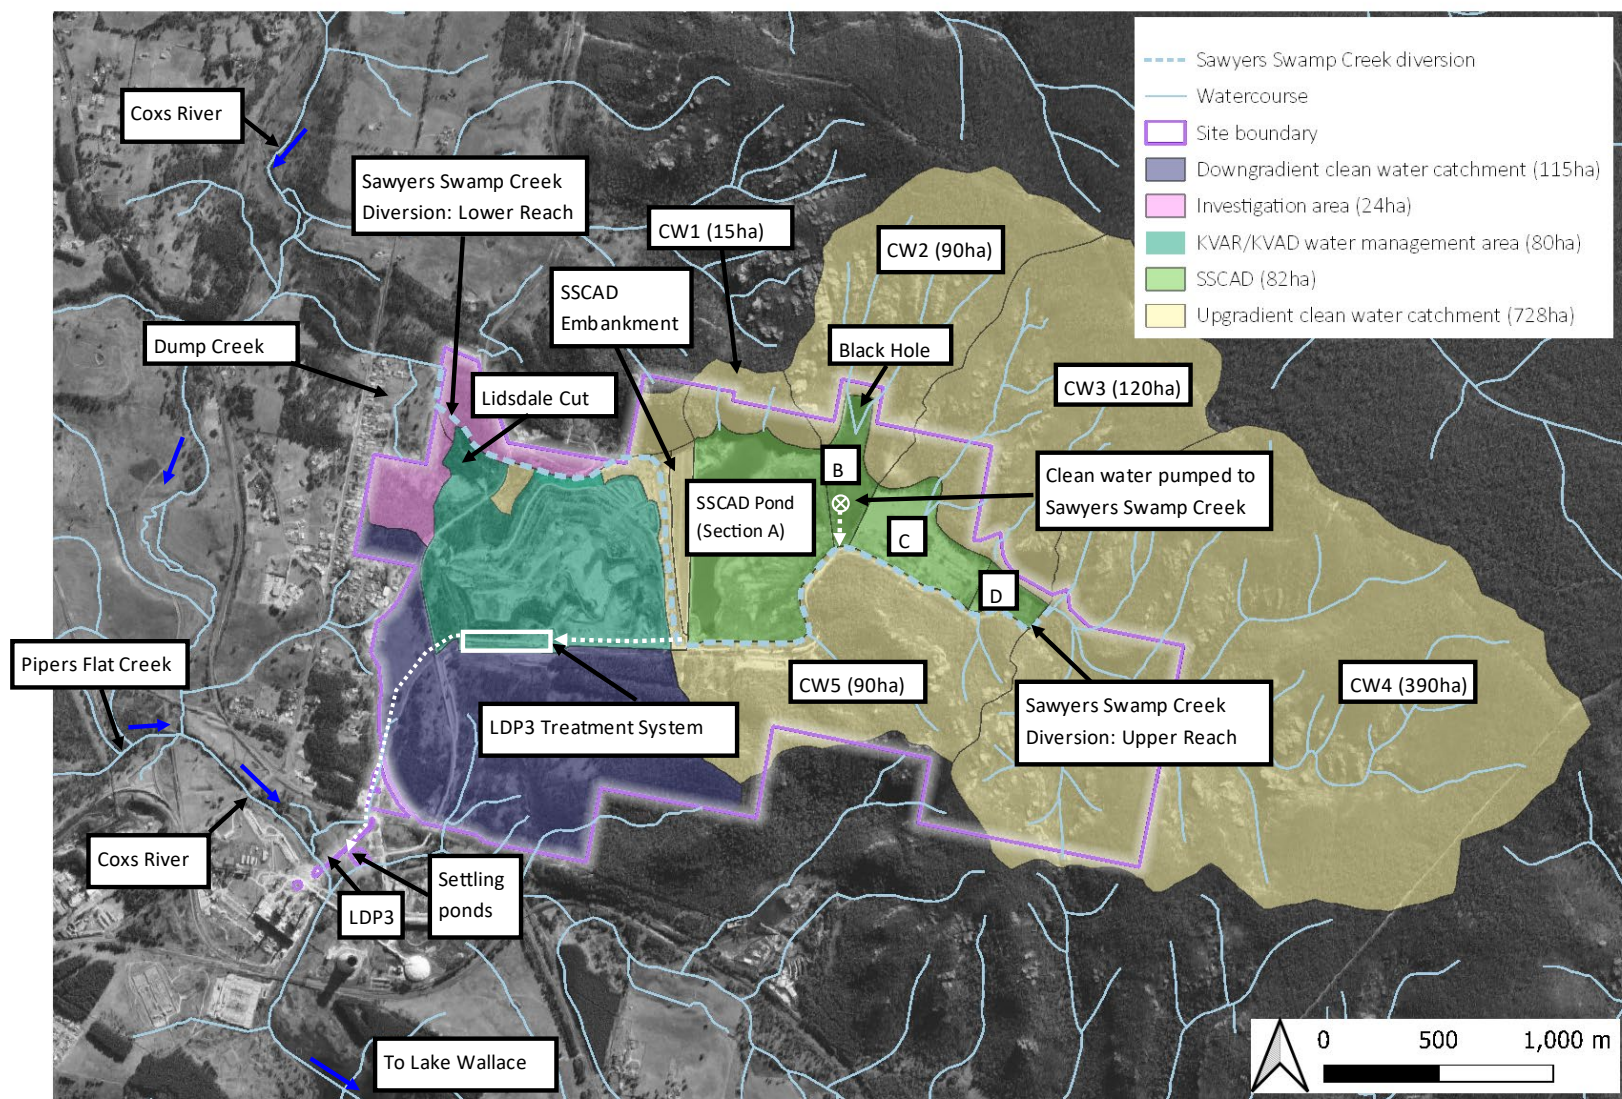 Sawyers Swamp Creek diversion
Watercourse
Site boundary
Downgradient clean water catchment (115ha)
Investigation area (24ha)
KVAR/KVAD water management area (80ha)
SSCAD (82ha)
Upgradient clean water catchment (728ha)
Coxs River
Sawyers Swamp Creek
Diversion: Lower Reach
CW1 (15ha)
CW2 (90ha)
SSCAD
Embankment
Dump Creek
Black Hole
Lidsdale Cut
CW3 (120ha)
B
Clean water pumped to
Sawyers Swamp Creek
SSCAD Pond
(Section A)
C
D
Pipers Flat Creek
CW5 (90ha)
CW4 (390ha)
LDP3 Treatment System
Sawyers Swamp Creek
Diversion: Upper Reach
Coxs River
Settling
ponds
LDP3
To Lake Wallace
0 500 1,000 m